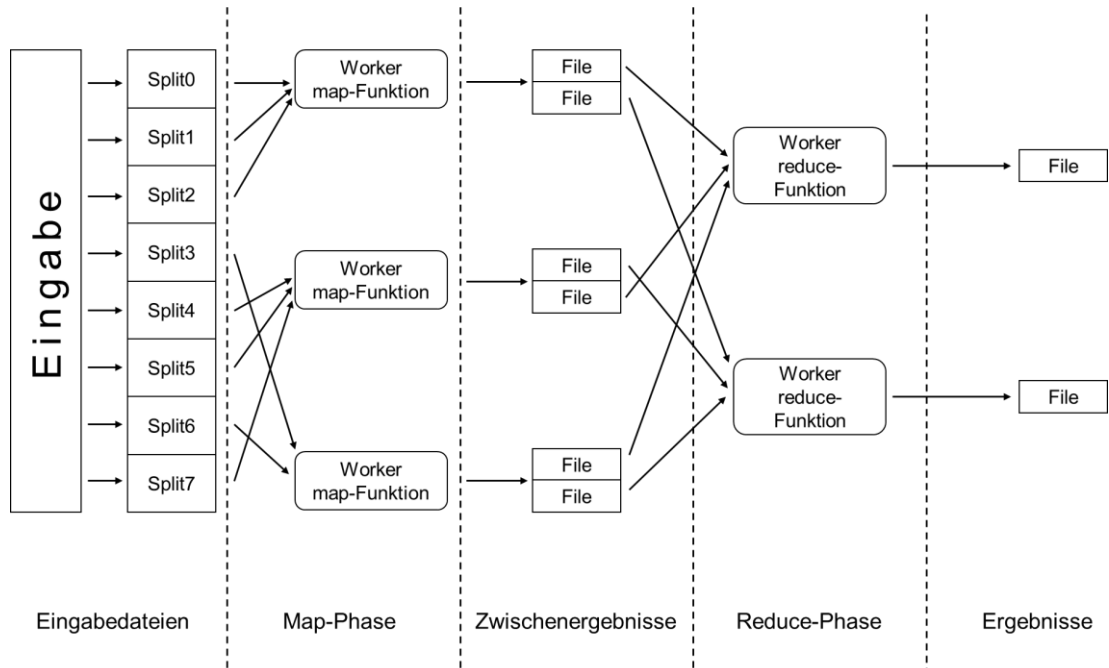 Eingabe
Split0
Split1
Split2
Split3
Split4
Split5
Split6
Split7
Worker
map-Funktion
Worker
map-Funktion
Worker
map-Funktion
File
File
File
File
File
File
Worker
reduce-
Funktion
Worker
reduce-
Funktion
File
File
Eingabedateien
Map-Phase
Zwischenergebnisse
Reduce-Phase
Ergebnisse